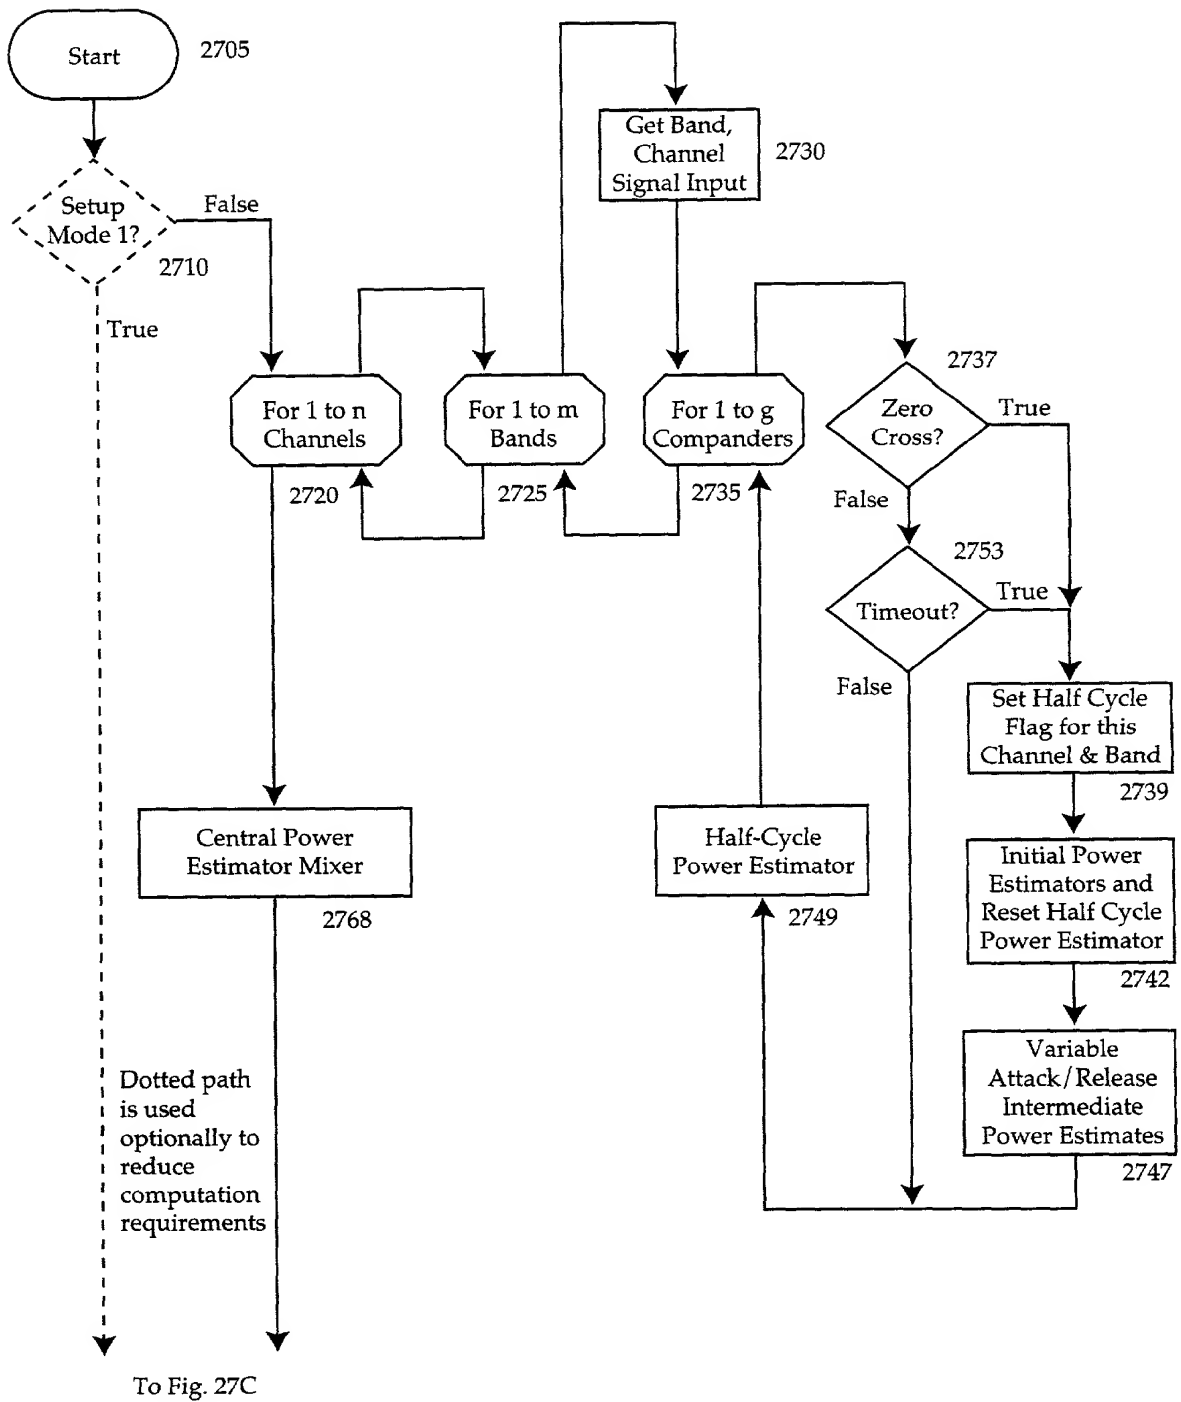 Start
2705
Setup
Mode 1?
2710
False
True
Get Band,
Channel
Signal Input
2730
For 1 to n
Channels
2720
For 1 to m
Bands
2725
For 1 to g
Companders
2735
2737
Zero
Cross?
True
False
2753
Timeout?
True
False
Set Half Cycle
Flag for this
Channel & Band
2739
Initial Power
Estimators and
Reset Half Cycle
Power Estimator
2742
Variable
Attack/Release
Intermediate
Power Estimates
2747
Half-Cycle
Power Estimator
2749
Central Power
Estimator Mixer
2768
Dotted path
is used
optionally to
reduce
computation
requirements
To Fig. 27C